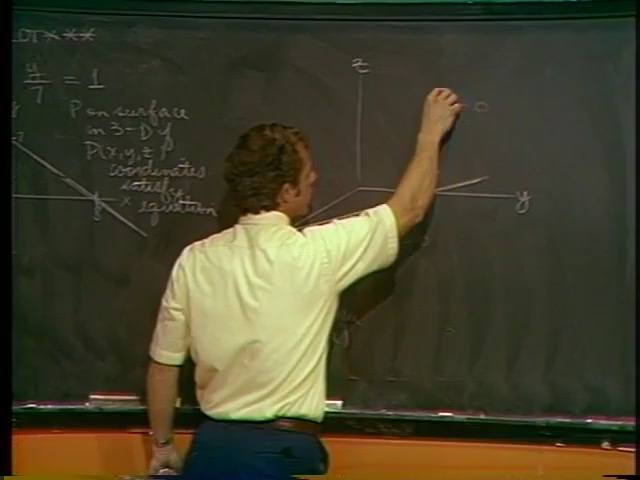 y/7 = 1
P on surface
in 3-D if
P(x,y,z)
coordinates
satisfy
equation
x
z
y